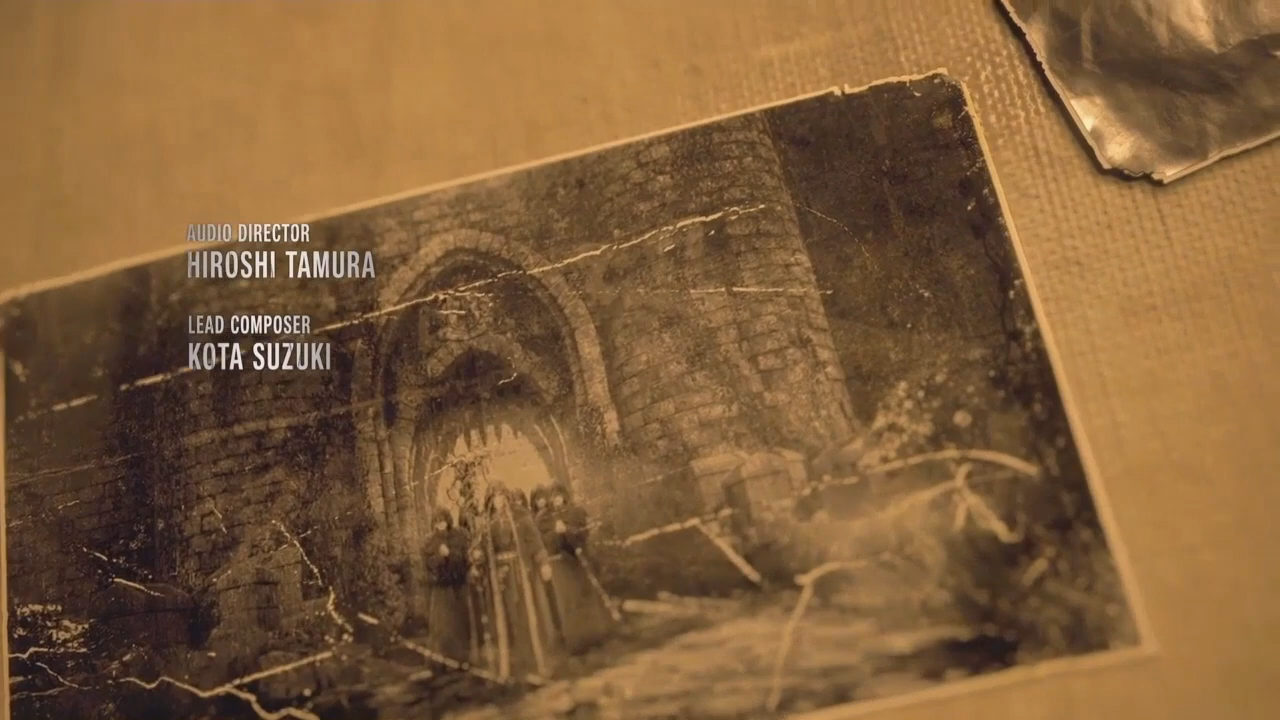 AUDIO DIRECTOR
HIROSHI TAMURA
LEAD COMPOSER
KOTA SUZUKI